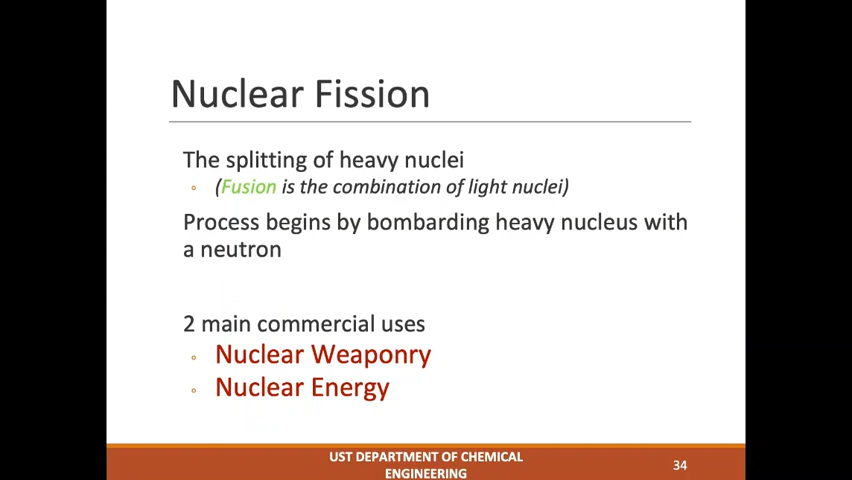 Nuclear Fission
The splitting of heavy nuclei
(Fusion is the combination of light nuclei)
Process begins by bombarding heavy nucleus with
a neutron
2 main commercial uses
Nuclear Weaponry
Nuclear Energy
UST DEPARTMENT OF CHEMICAL
ENGINEERING
34